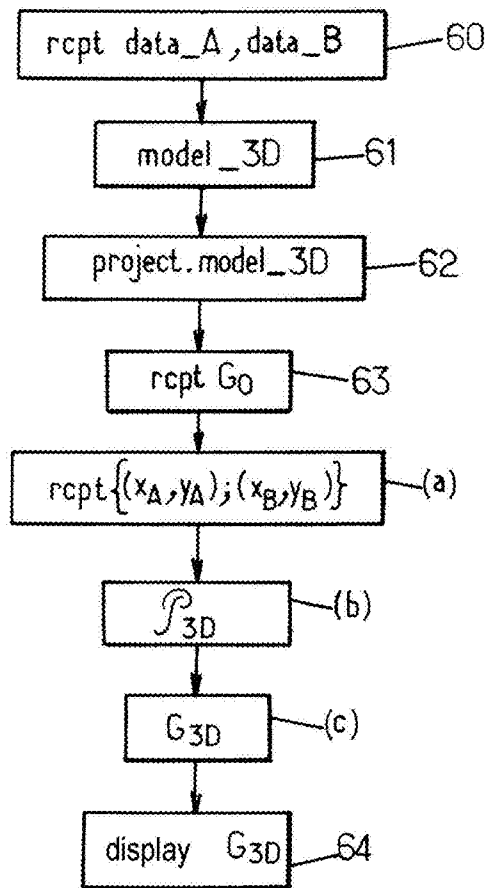 rcpt data_A, data_B 60
model_3D 61
project.model_3D 62
rcpt G0 63
rcpt{(xA,yA);(xB,yB)} (a)
𝒫3D (b)
G3D (c)
display G3D 64